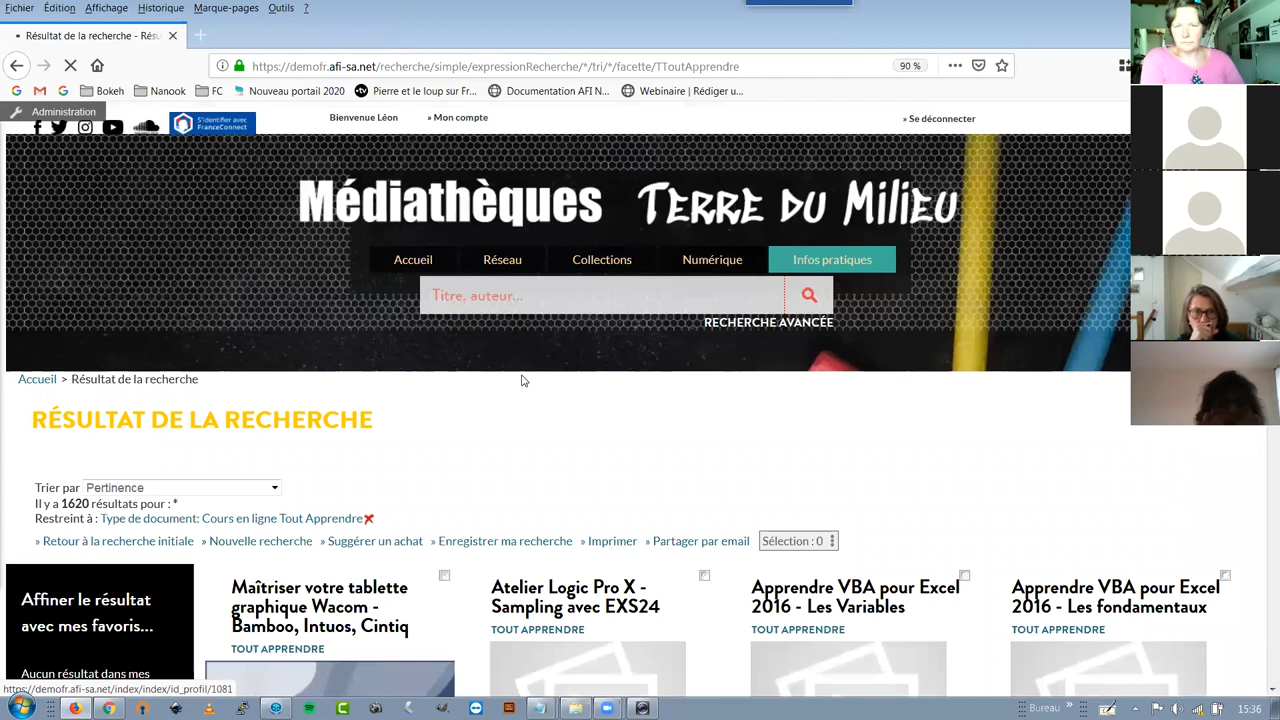 Fichier Édition Affichage Historique Marque-pages Outils ?
Résultat de la recherche - Résu
https://demofr.afi-sa.net/recherche/simple/expressionRecherche/*/tri/*/facette/TToutApprendre 90 %
Bokeh Nanook FC Nouveau portail 2020 Pierre et le loup sur Fr... Documentation AFI N... Webinaire | Rédiger u...
Administration
S'identifier avec FranceConnect Bienvenue Léon » Mon compte » Se déconnecter
Médiathèques TERRE DU MILIEU
Accueil Réseau Collections Numérique Infos pratiques
Titre, auteur...
RECHERCHE AVANCÉE
Accueil > Résultat de la recherche
RÉSULTAT DE LA RECHERCHE
Trier par Pertinence
Il y a 1620 résultats pour : *
Restreint à : Type de document: Cours en ligne Tout Apprendre
» Retour à la recherche initiale » Nouvelle recherche » Suggérer un achat » Enregistrer ma recherche » Imprimer » Partager par email Sélection : 0
Affiner le résultat
avec mes favoris...
Aucun résultat dans mes
Maîtriser votre tablette
graphique Wacom -
Bamboo, Intuos, Cintiq
TOUT APPRENDRE
Atelier Logic Pro X -
Sampling avec EXS24
TOUT APPRENDRE
Apprendre VBA pour Excel
2016 - Les Variables
TOUT APPRENDRE
Apprendre VBA pour Excel
2016 - Les fondamentaux
TOUT APPRENDRE
https://demofr.afi-sa.net/index/index/id_profil/1081
Bureau » 15:36